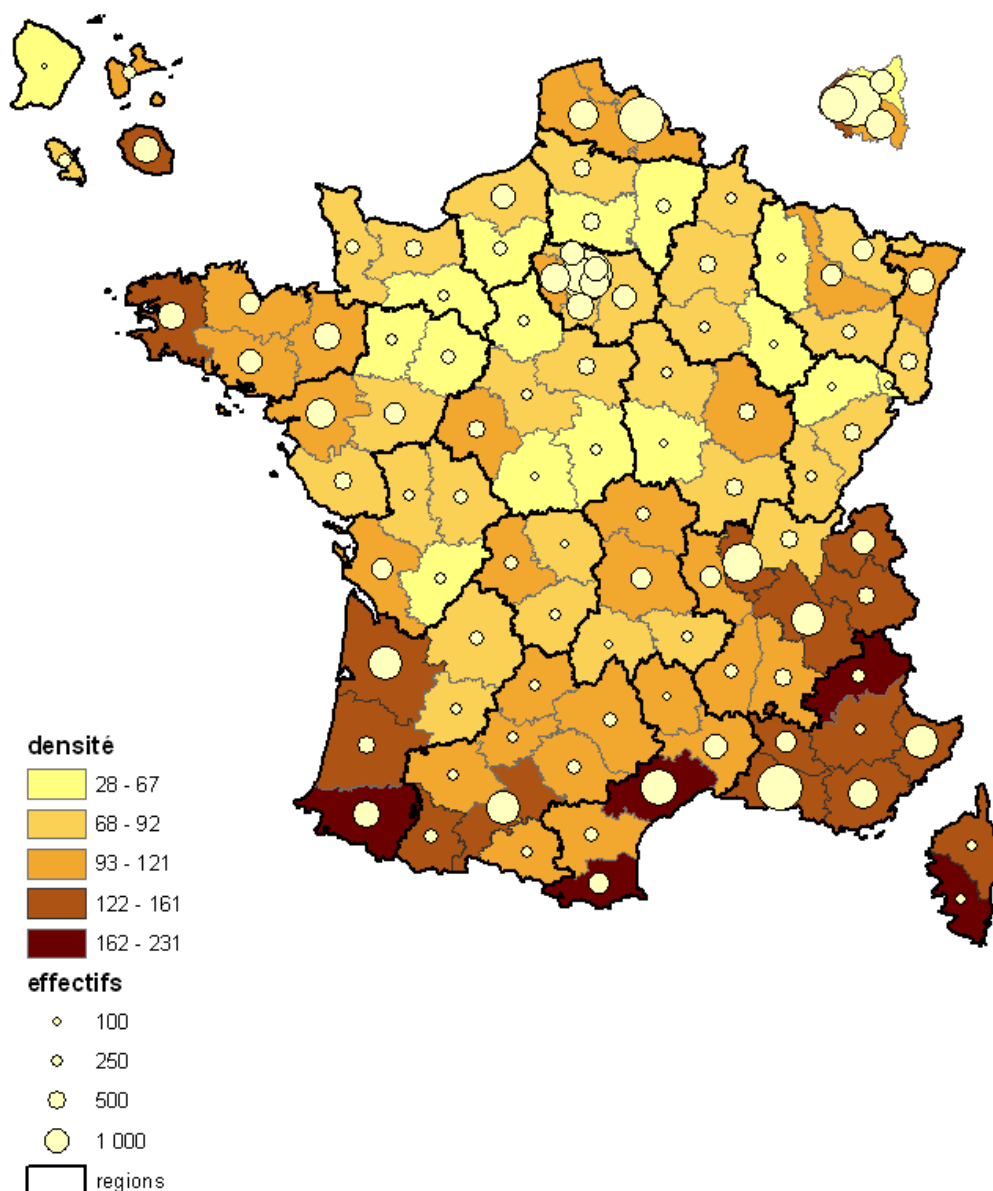 densité
28 - 67
68 - 92
93 - 121
122 - 161
162 - 231
effectifs
100
250
500
1 000
regions